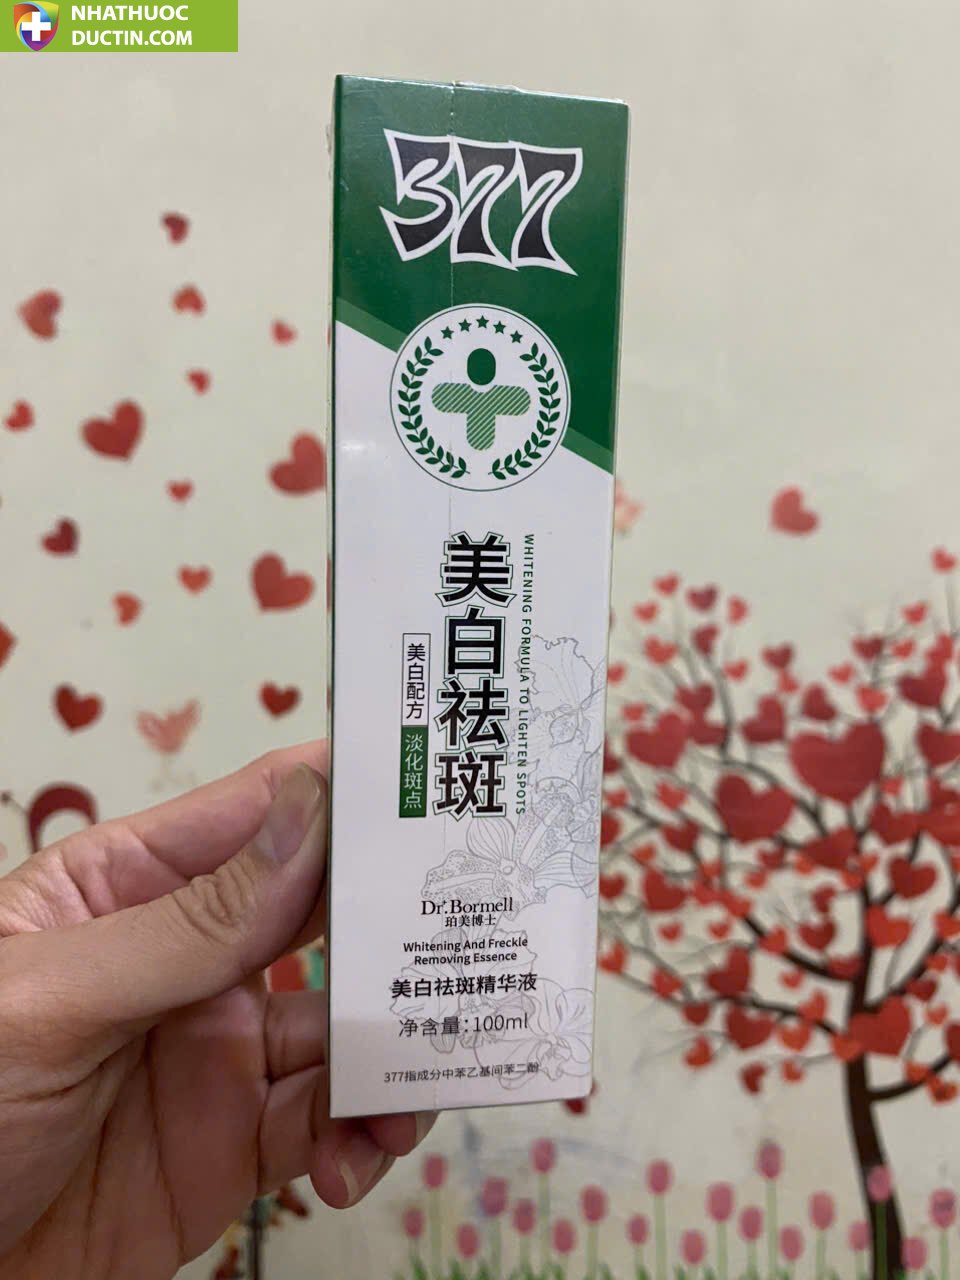 NHATHUOC
DUCTIN.COM
377
美白祛斑
WHITENING FORMULA TO LIGHTEN SPOTS
美白配方
淡化斑点
Dr.Bormell
珀美博士
Whitening And Freckle
Removing Essence
美白祛斑精华液
净含量:100ml
377指成分中苯乙基间苯二酚